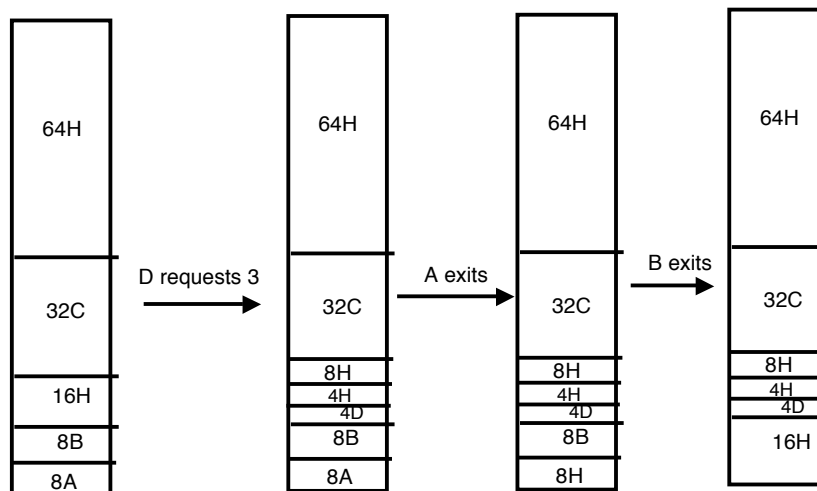 64H
32C
16H
8B
8A
D requests 3
64H
32C
8H
4H
4D
8B
8A
A exits
64H
32C
8H
4H
4D
8B
8H
B exits
64H
32C
8H
4H
4D
16H